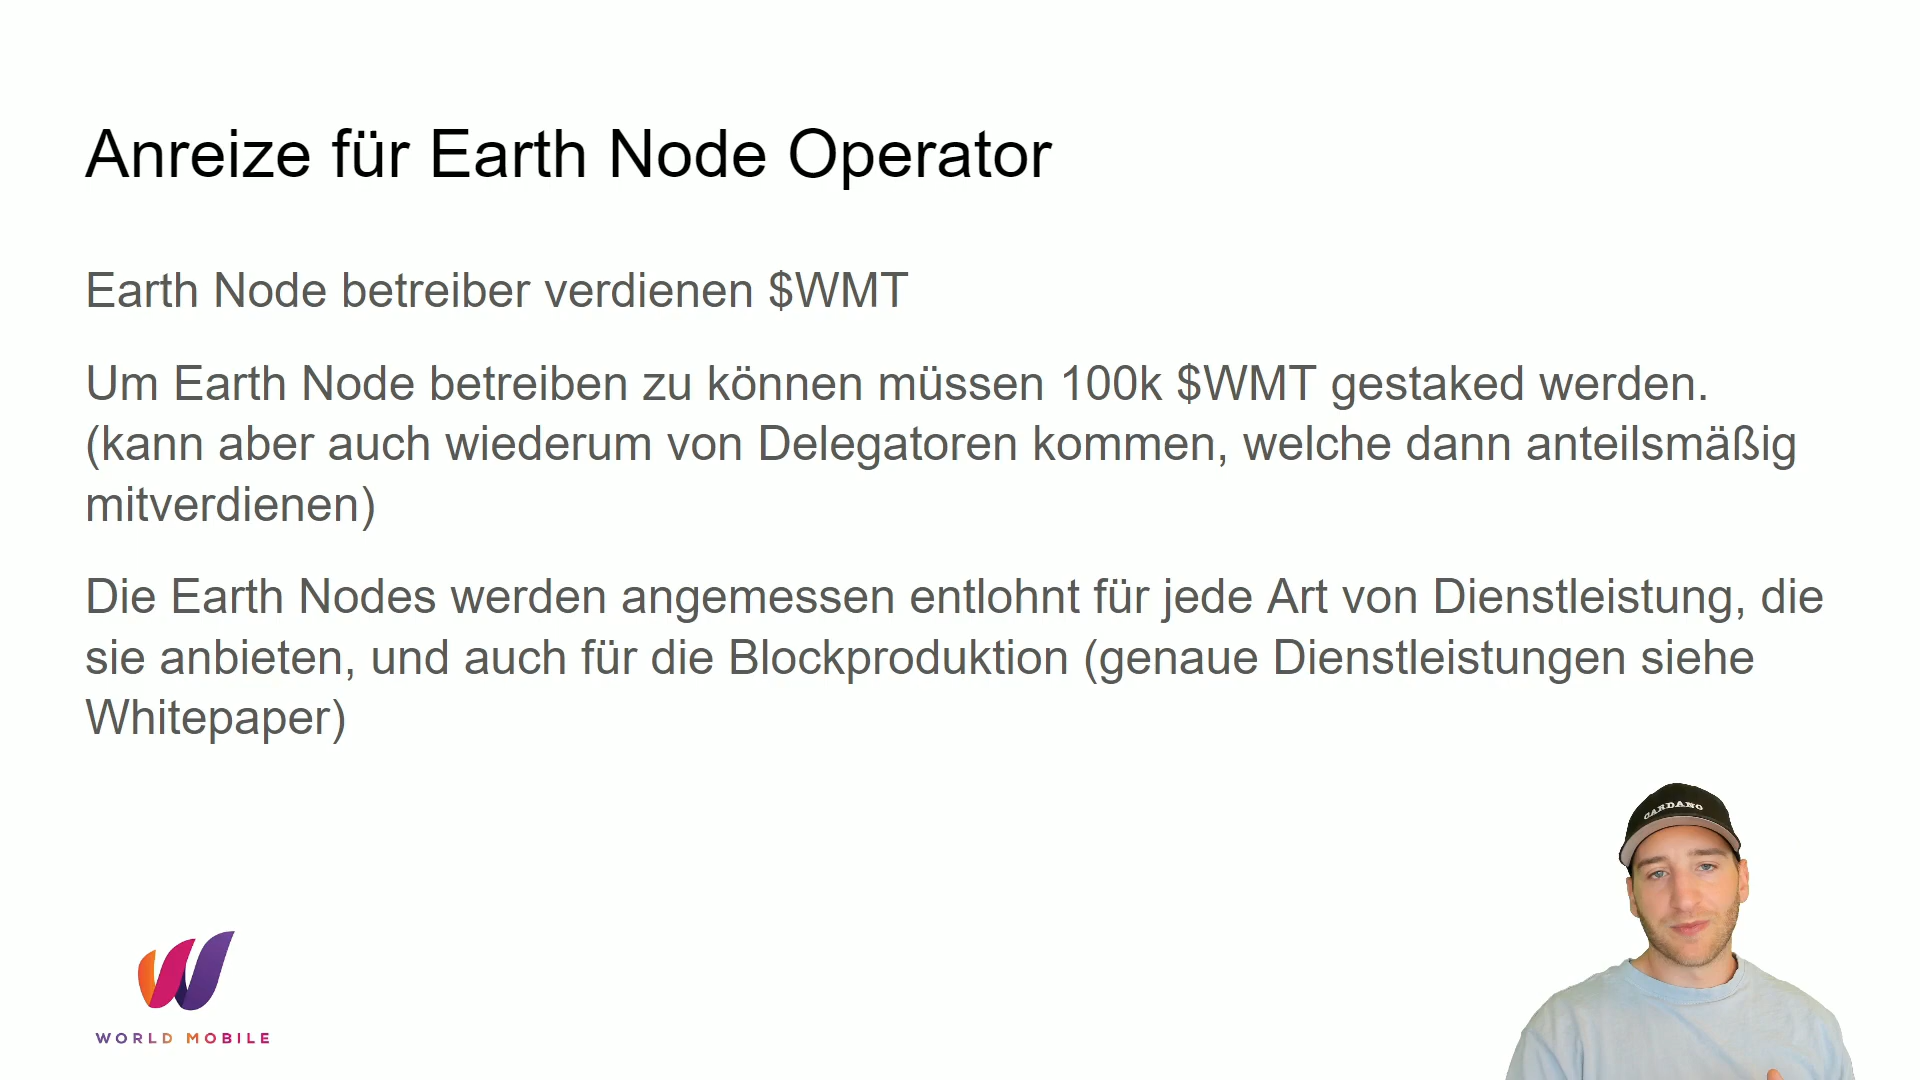 Anreize für Earth Node Operator
Earth Node betreiber verdienen $WMT
Um Earth Node betreiben zu können müssen 100k $WMT gestaked werden.
(kann aber auch wiederum von Delegatoren kommen, welche dann anteilsmäßig
mitverdienen)
Die Earth Nodes werden angemessen entlohnt für jede Art von Dienstleistung, die
sie anbieten, und auch für die Blockproduktion (genaue Dienstleistungen siehe
Whitepaper)
CARDANO
WORLD MOBILE